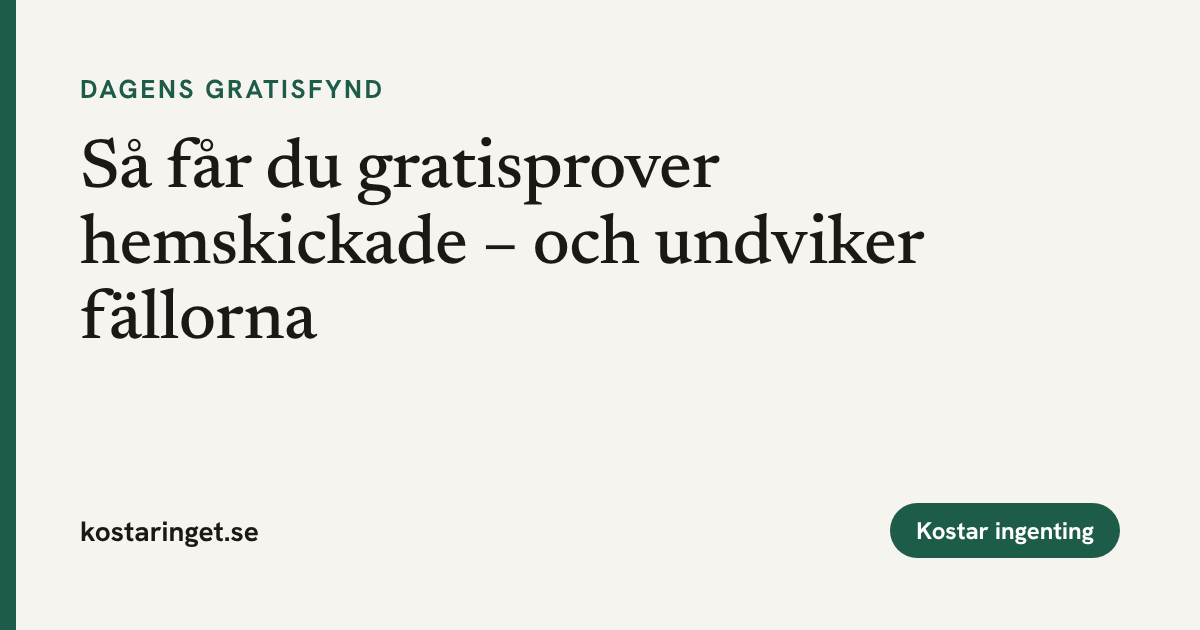 DAGENS GRATISFYND
Så får du gratisprover
hemskickade – och undviker
fällorna
kostaringet.se
Kostar ingenting